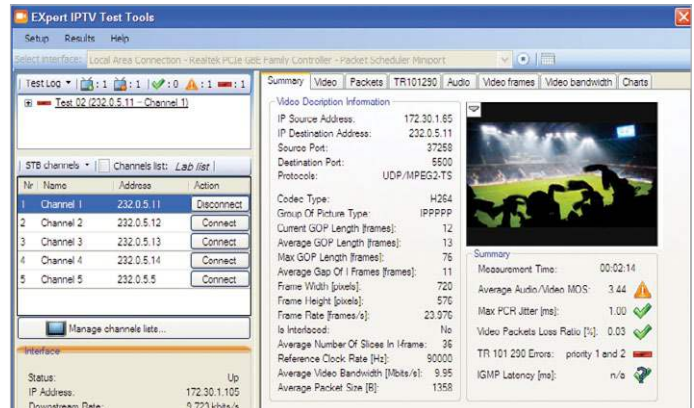 EXpert IPTV Test Tools
Setup Results Help
Select interface: Local Area Connection - Realtek PCIe GBE Family Controller - Packet Scheduler Miniport
Test Log : 1 : 1 : 0 : 1 : 1
Test 02 (232.0.5.11 - Channel 1)
STB channels Channels list: Lab list
Nr Name Address Action
1 Channel 1 232.0.5.11 Disconnect
2 Channel 2 232.0.5.12 Connect
3 Channel 3 232.0.5.13 Connect
4 Channel 4 232.0.5.14 Connect
5 Channel 5 232.0.5.5 Connect
Manage channels lists...
Interface
Status: Up
IP Address: 172.30.1.105
Downstream Rate: 9.723 kbits/s
Summary Video Packets TR101290 Audio Video frames Video bandwidth Charts
Video Decription Information
IP Source Address: 172.30.1.65
IP Destination Address: 232.0.5.11
Source Port: 37258
Destination Port: 5500
Protocols: UDP/MPEG2-TS
Codec Type: H264
Group Of Picture Type: IPPPPP
Current GOP Length [frames]: 12
Average GOP Length [frames]: 13
Max GOP Length [frames]: 76
Average Gap Of I Frames [frames]: 11
Frame Width [pixels]: 720
Frame Height [pixels]: 576
Frame Rate [frames/s]: 23.976
Is Interlaced: No
Average Number Of Slices In I-frame: 36
Reference Clock Rate [Hz]: 90000
Average Video Bandwidth [Mbits/s]: 9.95
Average Packet Size [B]: 1358
Summary
Measurement Time: 00:02:14
Average Audio/Video MOS: 3.44
Max PCR Jitter [ms]: 1.00
Video Packets Loss Ratio [%]: 0.03
TR 101 290 Errors: priority 1 and 2
IGMP Latency [ms]: n/a